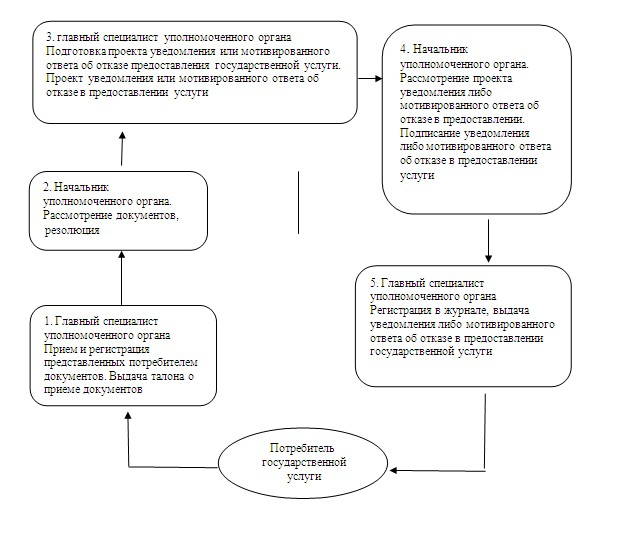 3. главный специалист уполномоченного органа
Подготовка проекта уведомления или мотивированного
ответа об отказе предоставления государственной услуги.
Проект уведомления или мотивированного ответа об
отказе в предоставлении услуги
4. Начальник
уполномоченного органа.
Рассмотрение проекта
уведомления либо
мотивированного ответа об
отказе в предоставлении.
Подписание уведомления
либо мотивированного ответа
об отказе в предоставлении
услуги
2. Начальник
уполномоченного органа.
Рассмотрение документов,
резолюция
1. Главный специалист
уполномоченного органа
Прием и регистрация
представленных потребителем
документов. Выдача талона о
приеме документов
5. Главный специалист
уполномоченного органа
Регистрация в журнале, выдача
уведомления либо мотивированного
ответа об отказе в предоставлении
государственной услуги
Потребитель
государственной
услуги